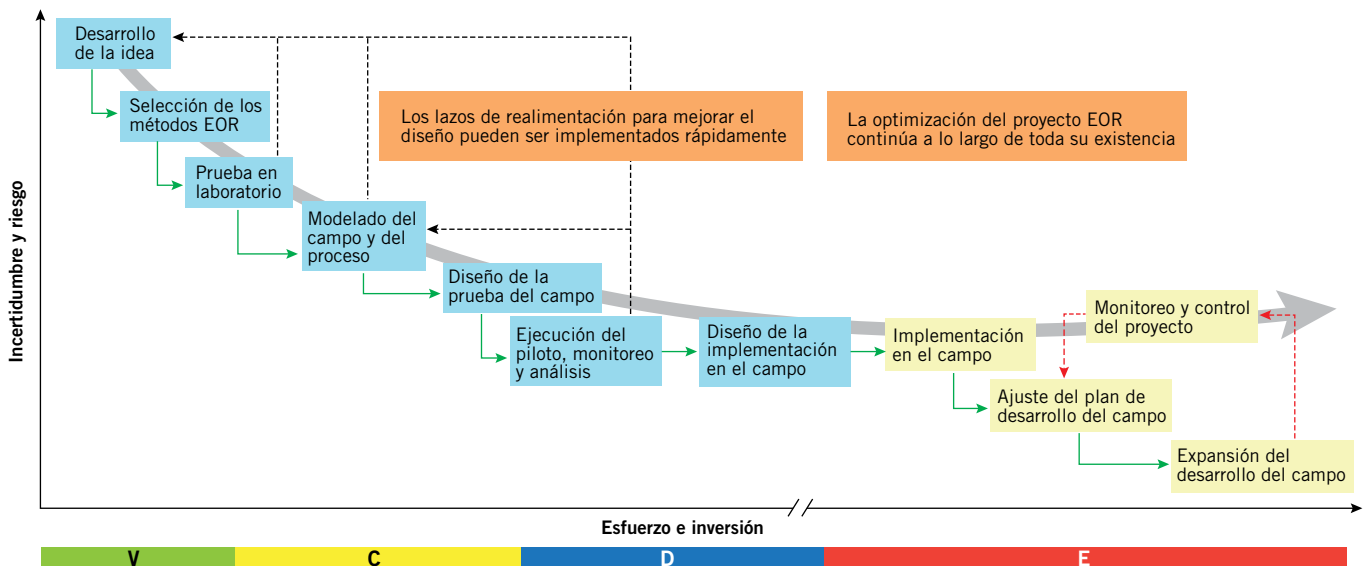 Desarrollo
de la idea
Selección de los
métodos EOR
Prueba en
laboratorio
Modelado del
campo y del
proceso
Diseño de la
prueba del campo
Ejecución del
piloto, monitoreo
y análisis
Diseño de la
implementación
en el campo
Implementación
en el campo
Ajuste del plan de
desarrollo del campo
Expansión del
desarrollo del campo
Monitoreo y control
del proyecto
Los lazos de realimentación para mejorar el
diseño pueden ser implementados rápidamente
La optimización del proyecto EOR
continúa a lo largo de toda su existencia
Incertidumbre y riesgo
Esfuerzo e inversión
V
C
D
E